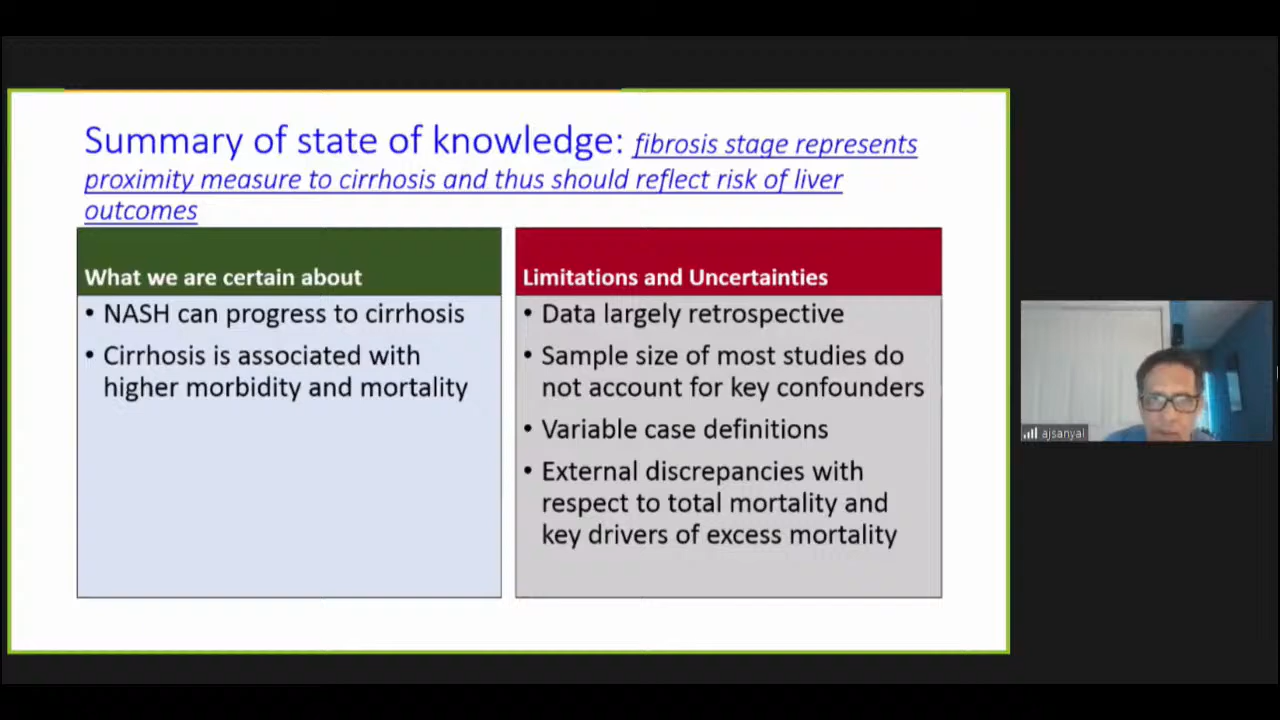 Summary of state of knowledge: fibrosis stage represents
proximity measure to cirrhosis and thus should reflect risk of liver
outcomes
What we are certain about
• NASH can progress to cirrhosis
• Cirrhosis is associated with
higher morbidity and mortality
Limitations and Uncertainties
• Data largely retrospective
• Sample size of most studies do
not account for key confounders
• Variable case definitions
• External discrepancies with
respect to total mortality and
key drivers of excess mortality
ajsanyal